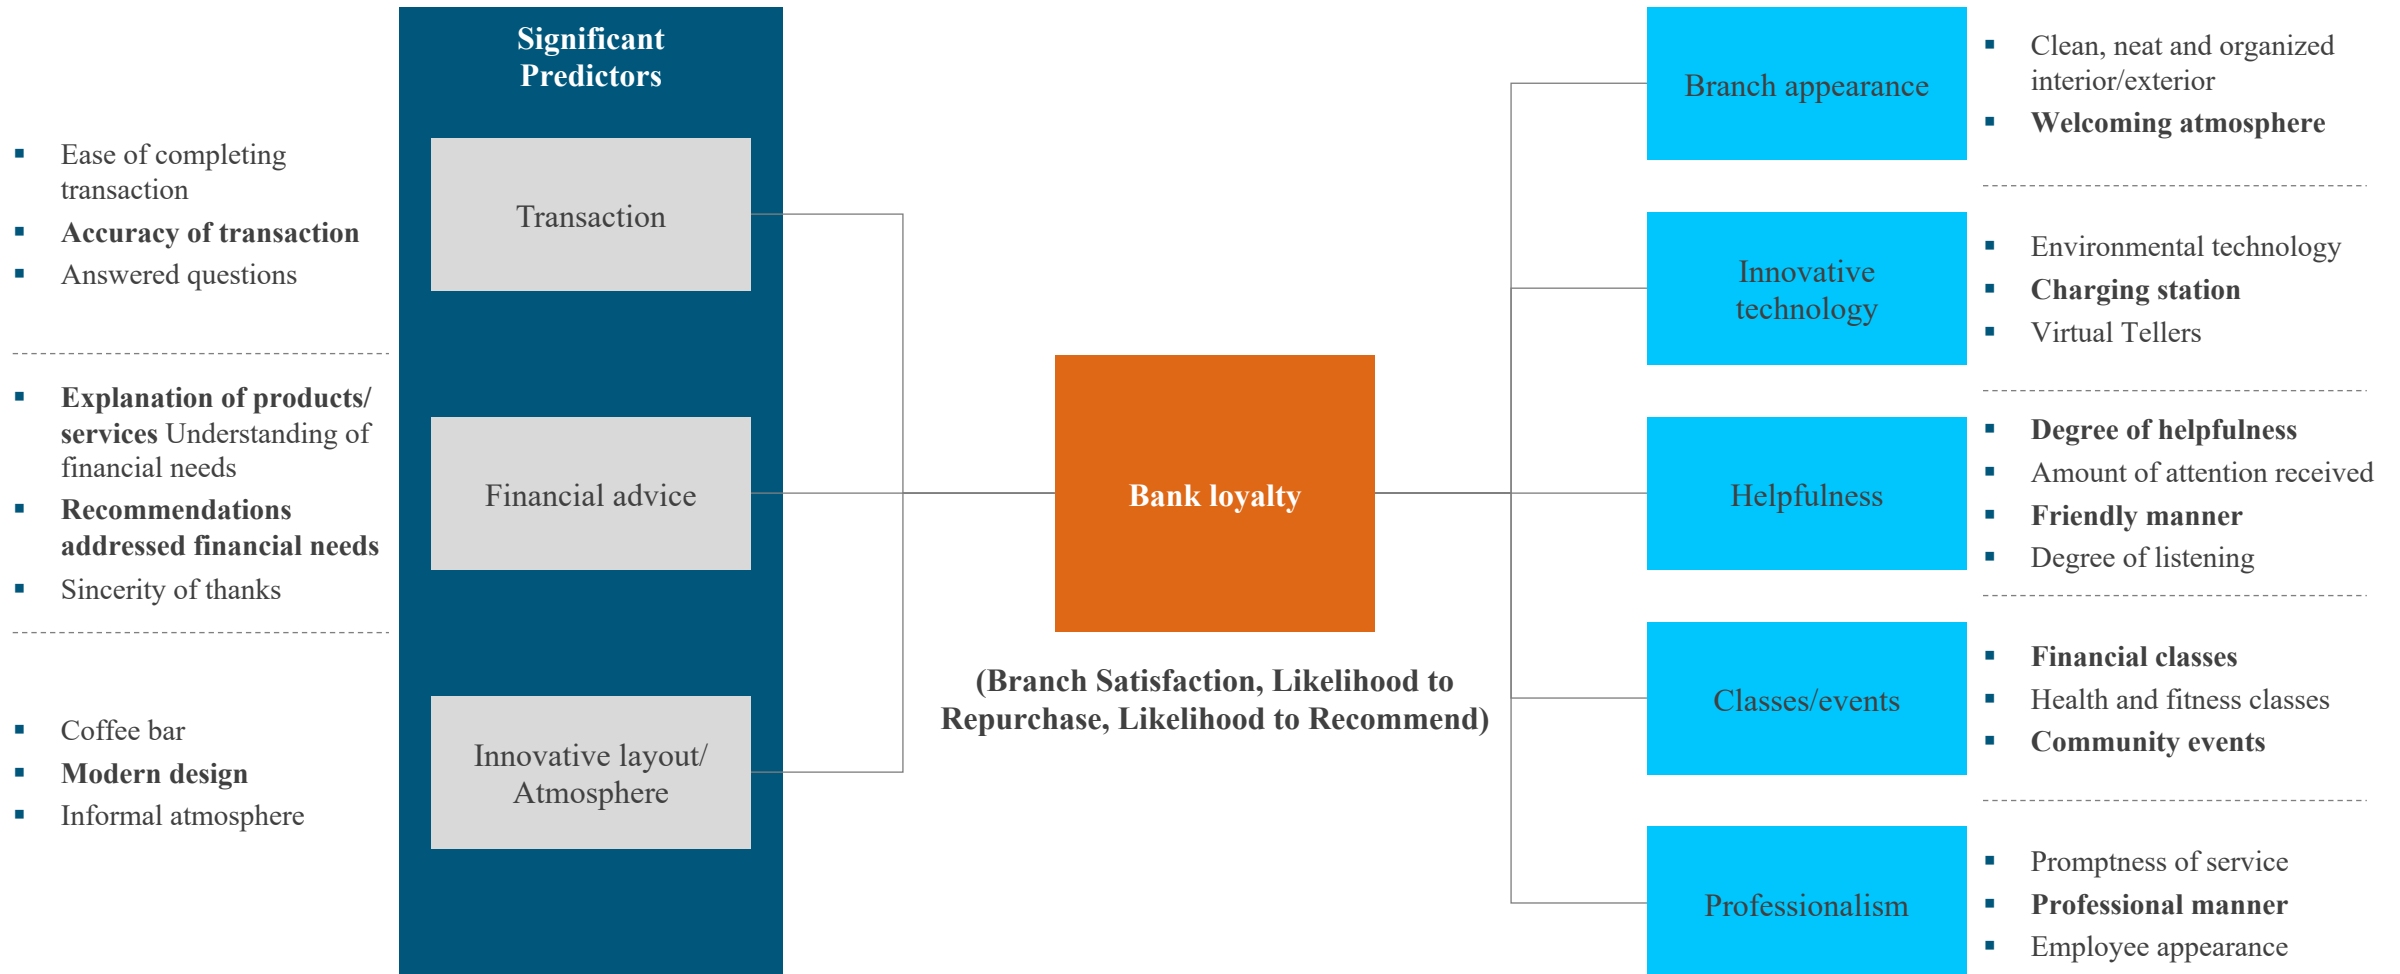 Significant
Predictors
Ease of completing
transaction
Accuracy of transaction
Answered questions
Transaction
Explanation of products/
services Understanding of
financial needs
Recommendations
addressed financial needs
Sincerity of thanks
Financial advice
Coffee bar
Modern design
Informal atmosphere
Innovative layout/
Atmosphere
Bank loyalty
(Branch Satisfaction, Likelihood to
Repurchase, Likelihood to Recommend)
Branch appearance
Clean, neat and organized
interior/exterior
Welcoming atmosphere
Innovative
technology
Environmental technology
Charging station
Virtual Tellers
Helpfulness
Degree of helpfulness
Amount of attention received
Friendly manner
Degree of listening
Classes/events
Financial classes
Health and fitness classes
Community events
Professionalism
Promptness of service
Professional manner
Employee appearance